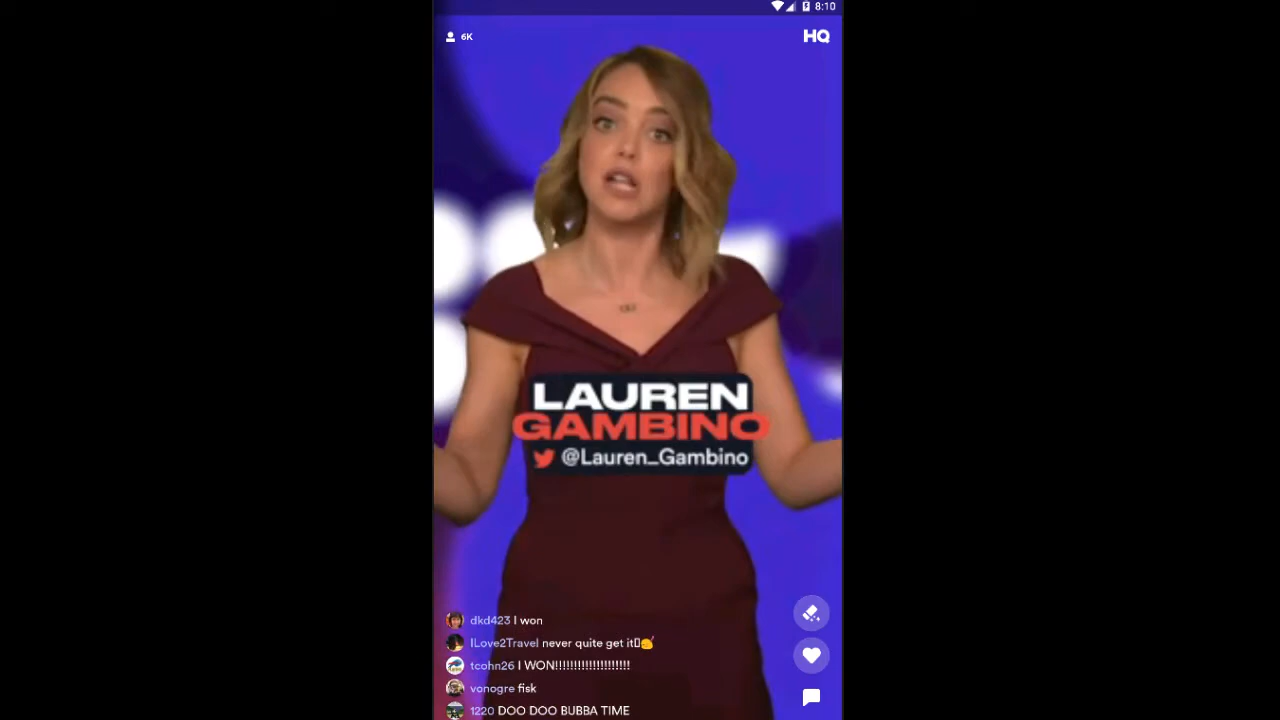 8:10
6K
HQ
LAUREN
GAMBINO
@Lauren_Gambino
dkd423 I won
ILove2Travel never quite get it
tcohn26 I WON!!!!!!!!!!!!!!!!!!!!
vonogre fisk
1220 DOO DOO BUBBA TIME